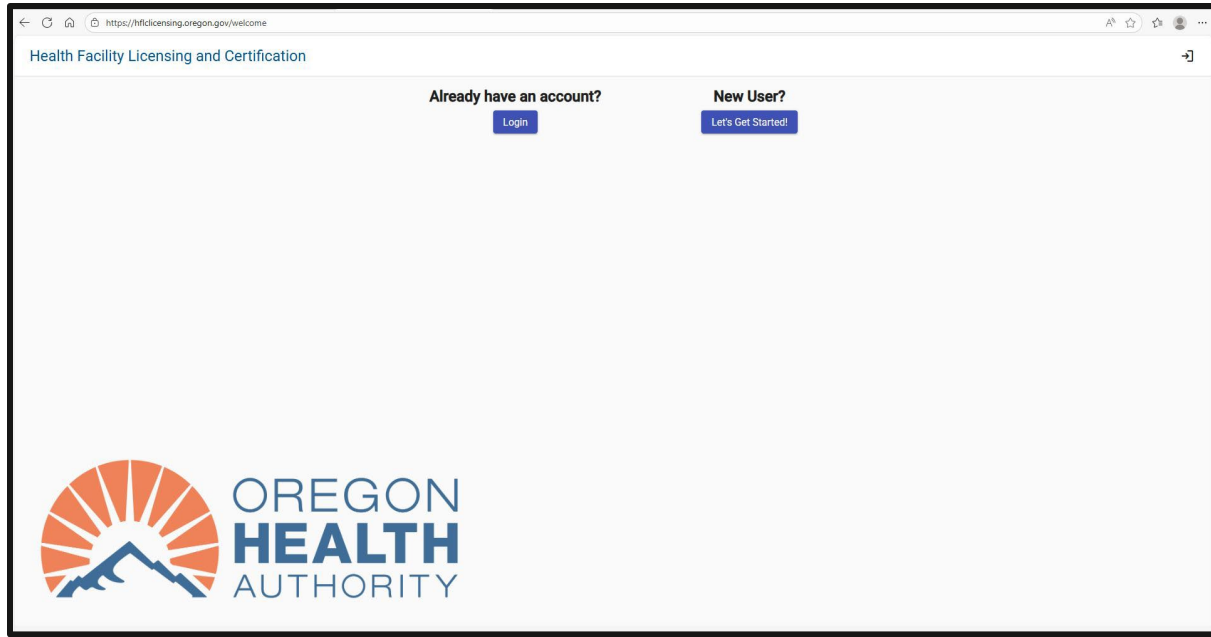 https://hflclicensing.oregon.gov/welcome
Health Facility Licensing and Certification
Already have an account?
New User?
Login
Let's Get Started!
OREGON
HEALTH
AUTHORITY